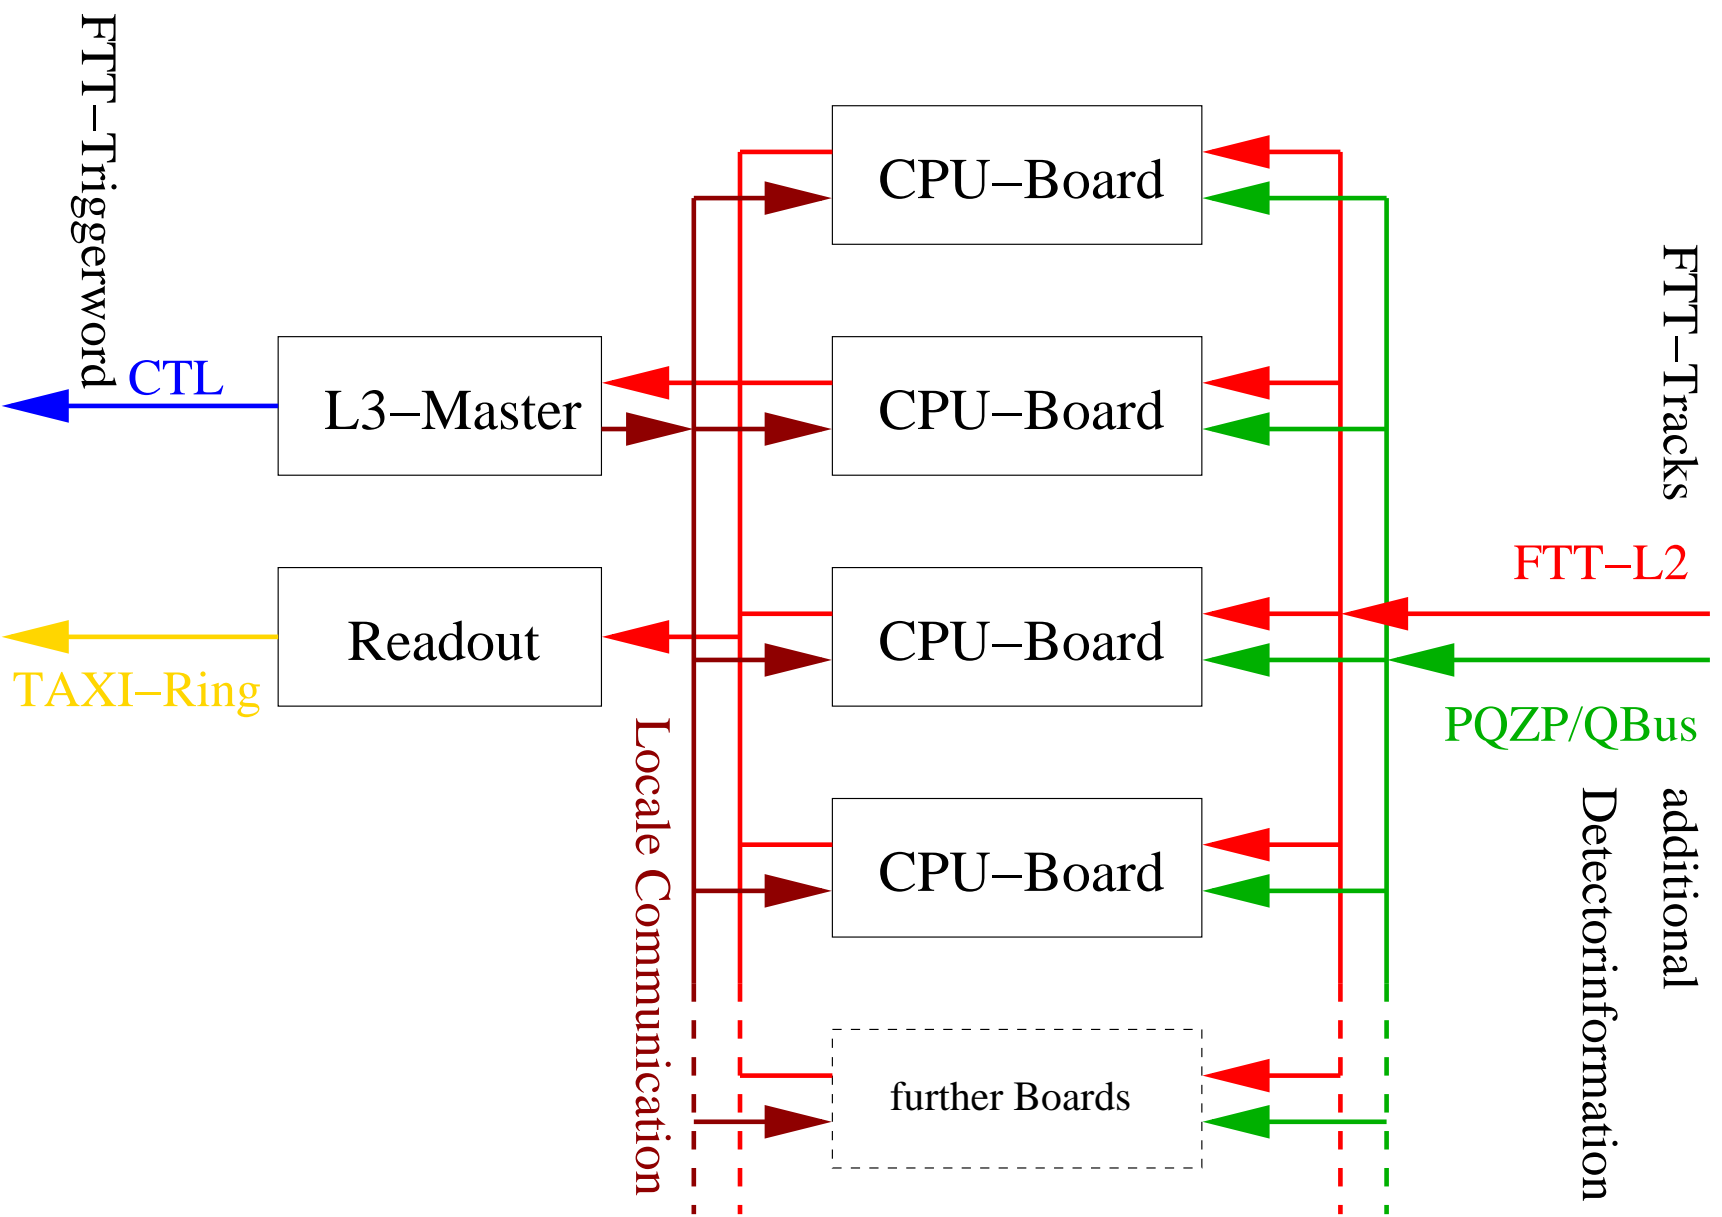 FTT–Triggerword
CTL
L3–Master
Readout
TAXI–Ring
Locale Communication
CPU–Board
CPU–Board
CPU–Board
CPU–Board
further Boards
FTT–Tracks
FTT–L2
PQZP/QBus
additional
Detectorinformation